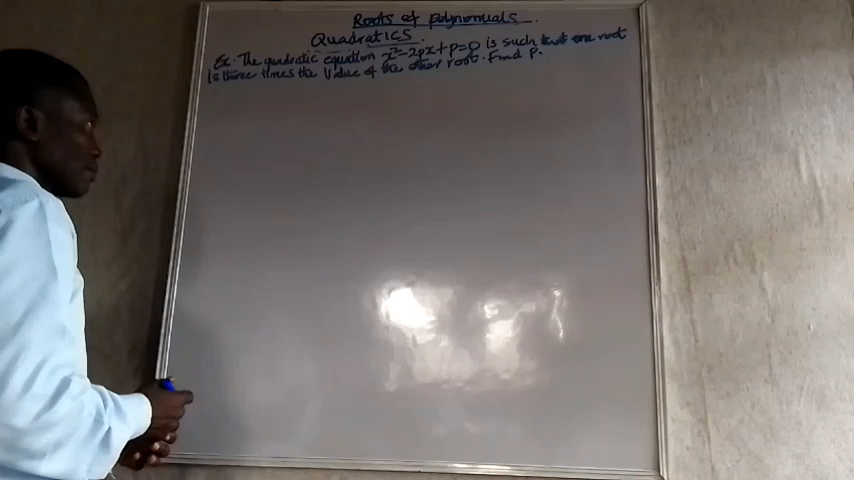 Roots of polynomials.
QuadratICS.
Ex. The quadratic equation x²-2px+p=0 is such that one root
is three times the value of the other root. Find p.